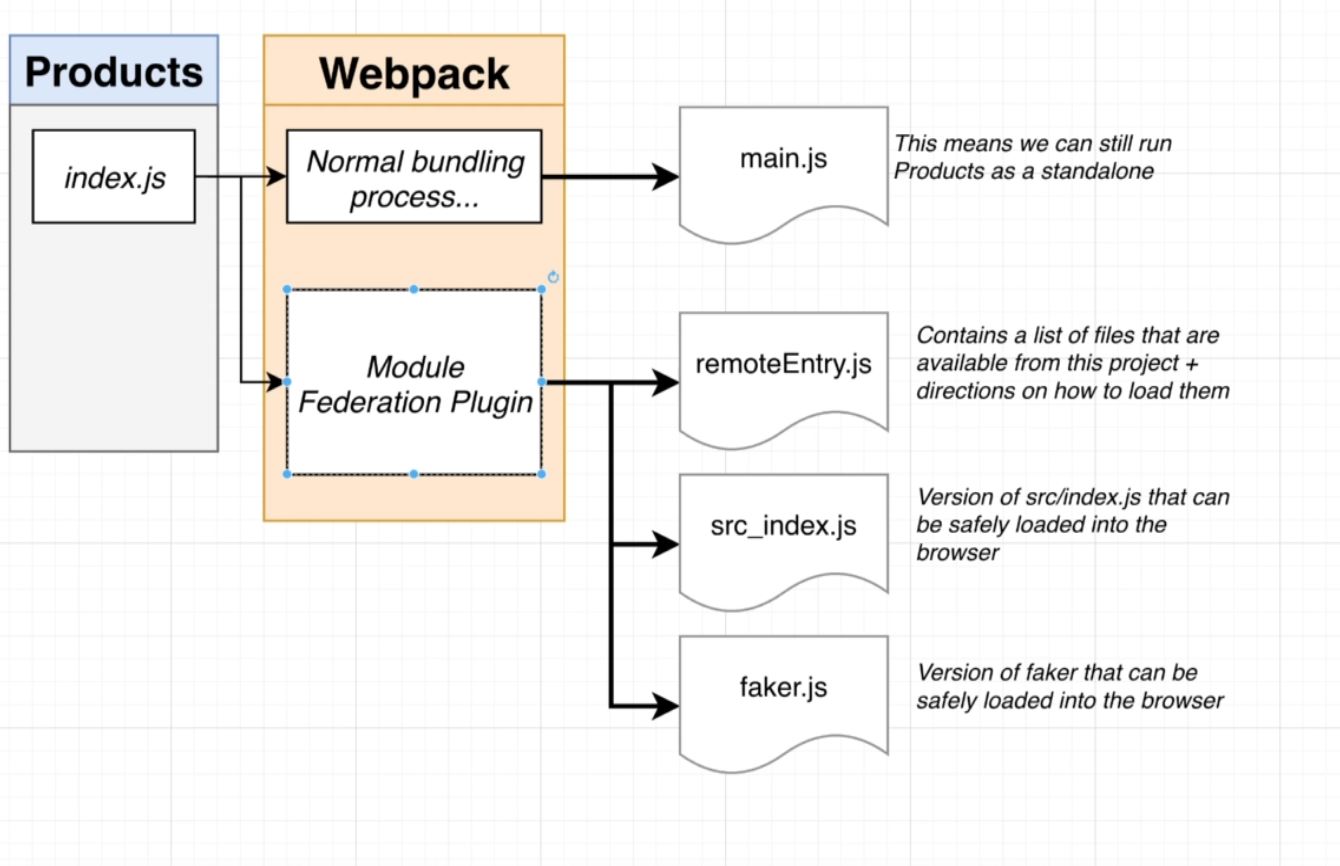 Products
index.js
Webpack
Normal bundling
process...
Module
Federation Plugin
main.js
This means we can still run
Products as a standalone
remoteEntry.js
Contains a list of files that are
available from this project +
directions on how to load them
src_index.js
Version of src/index.js that can
be safely loaded into the
browser
faker.js
Version of faker that can be
safely loaded into the browser